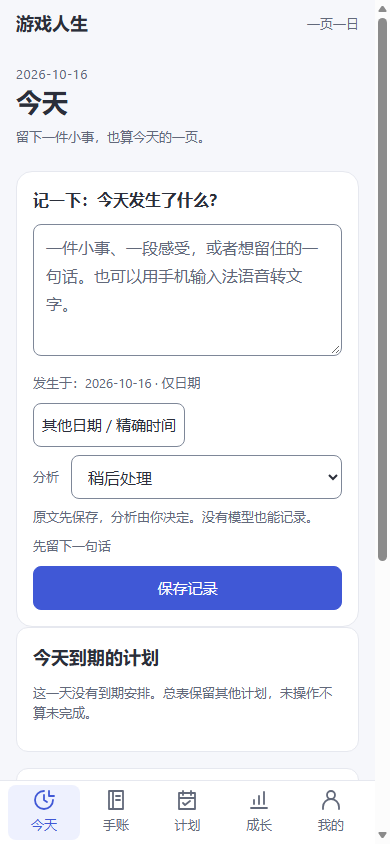 游戏人生
一页一日
2026-10-16
今天
留下一件小事，也算今天的一页。
记一下：今天发生了什么？
一件小事、一段感受，或者想留住的一
句话。也可以用手机输入法语音转文
字。
发生于：2026-10-16 · 仅日期
其他日期 / 精确时间
分析
稍后处理
原文先保存，分析由你决定。没有模型也能记录。
先留下一句话
保存记录
今天到期的计划
这一天没有到期安排。总表保留其他计划，未操作不
算未完成。
今天
手账
计划
成长
我的